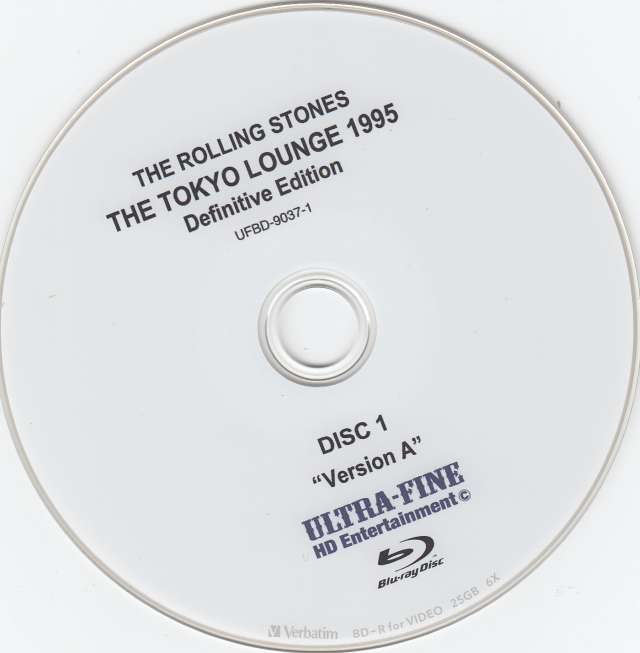 THE ROLLING STONES
THE TOKYO LOUNGE 1995
Definitive Edition
UFBD-9037-1
DISC 1
“Version A”
ULTRA-FINE
HD Entertainment©
Blu-ray Disc
Verbatim BD-R for VIDEO 25GB 6X